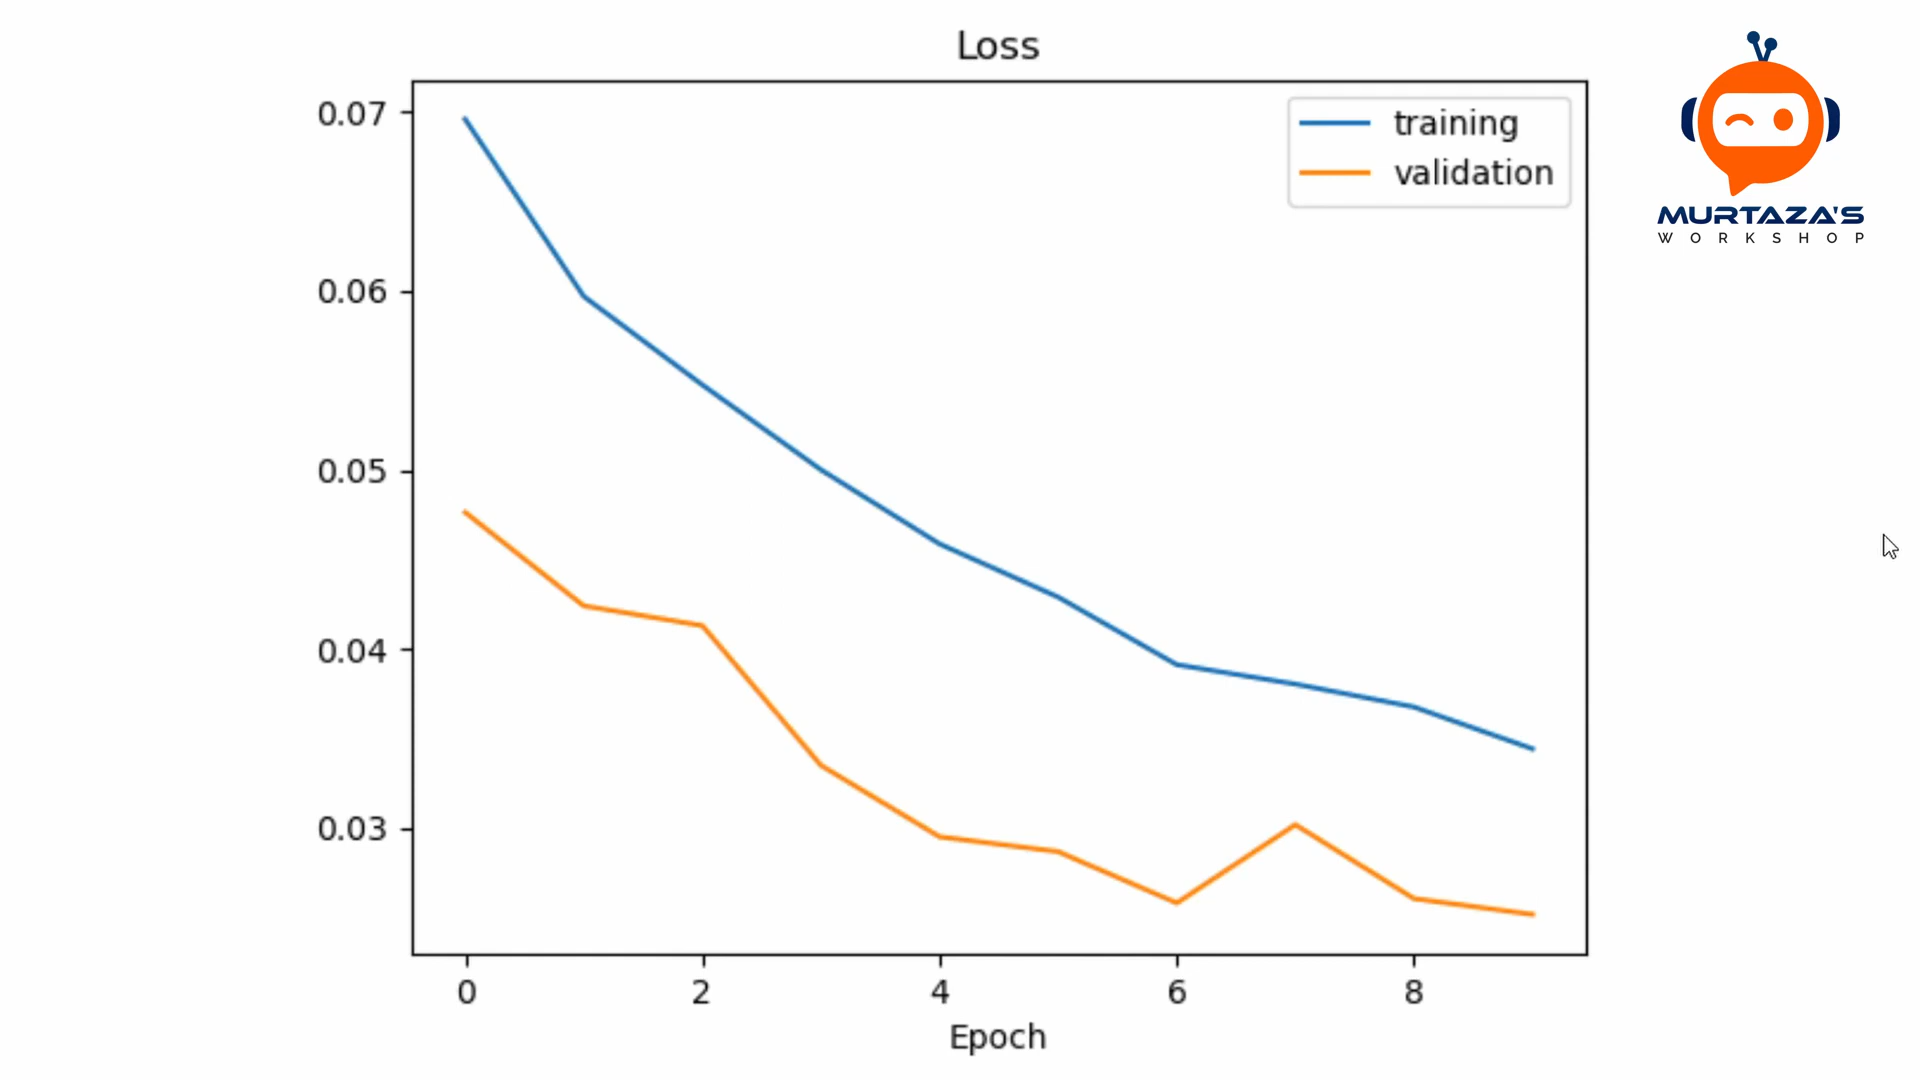 Loss
training
validation
0.07
0.06
0.05
0.04
0.03
0 2 4 6 8
Epoch
MURTAZA'S
WORKSHOP